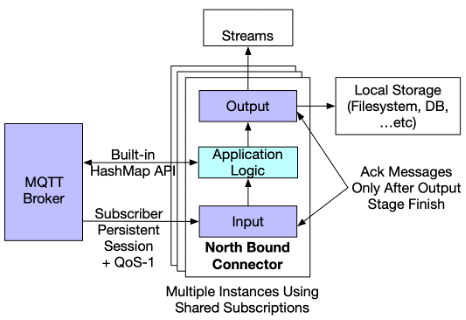 Streams
Output
Local Storage
(Filesystem, DB,
...etc)
MQTT
Broker
Built-in
HashMap API
Application
Logic
Ack Messages
Only After Output
Stage Finish
Subscriber
Persistent
Session
+ QoS-1
Input
North Bound
Connector
Multiple Instances Using
Shared Subscriptions